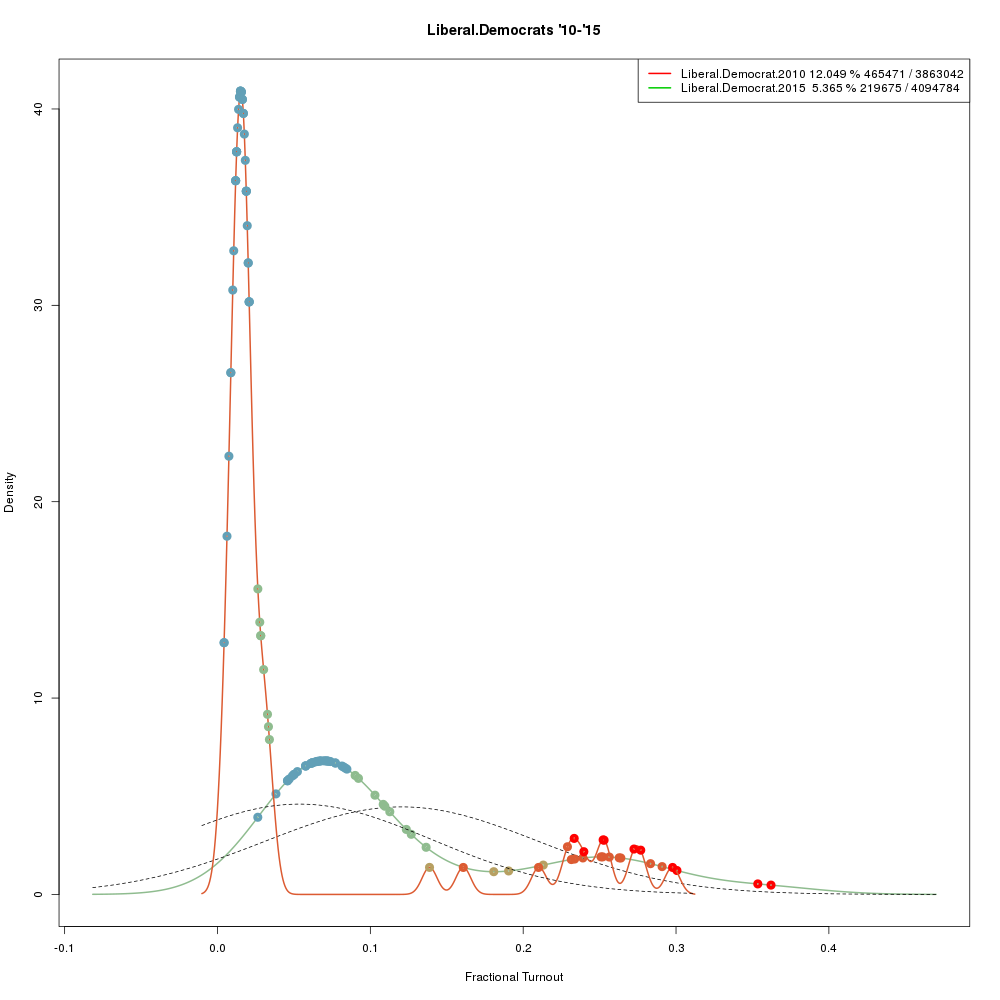 Liberal.Democrats '10-'15
Liberal.Democrat.2010 12.049 % 465471 / 3863042
Liberal.Democrat.2015 5.365 % 219675 / 4094784
Density
40
30
20
10
0
-0.1 0.0 0.1 0.2 0.3 0.4
Fractional Turnout